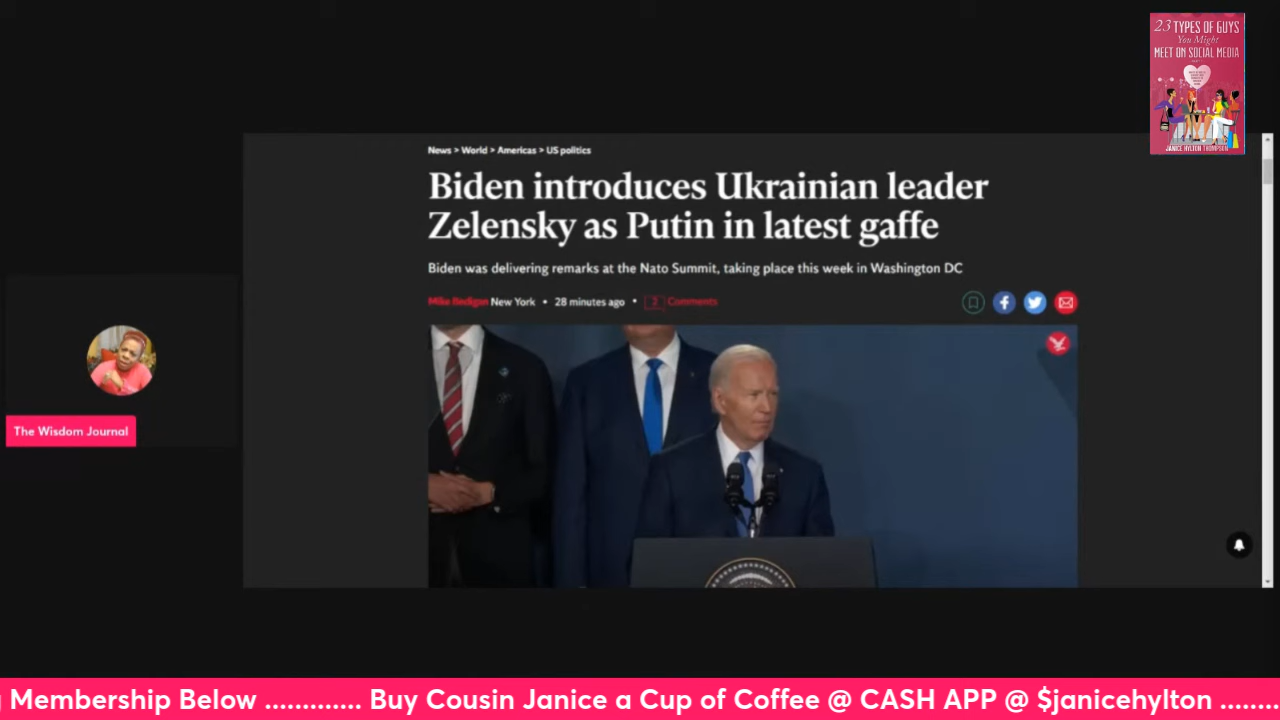 23 TYPES OF GUYS
You Might
MEET ON SOCIAL MEDIA
JANICE HYLTON THOMPSON
News > World > Americas > US politics
Biden introduces Ukrainian leader
Zelensky as Putin in latest gaffe
Biden was delivering remarks at the Nato Summit, taking place this week in Washington DC
Mike Bedigan New York • 28 minutes ago • 2 Comments
The Wisdom Journal
Membership Below ............. Buy Cousin Janice a Cup of Coffee @ CASH APP @ $janicehylton ........